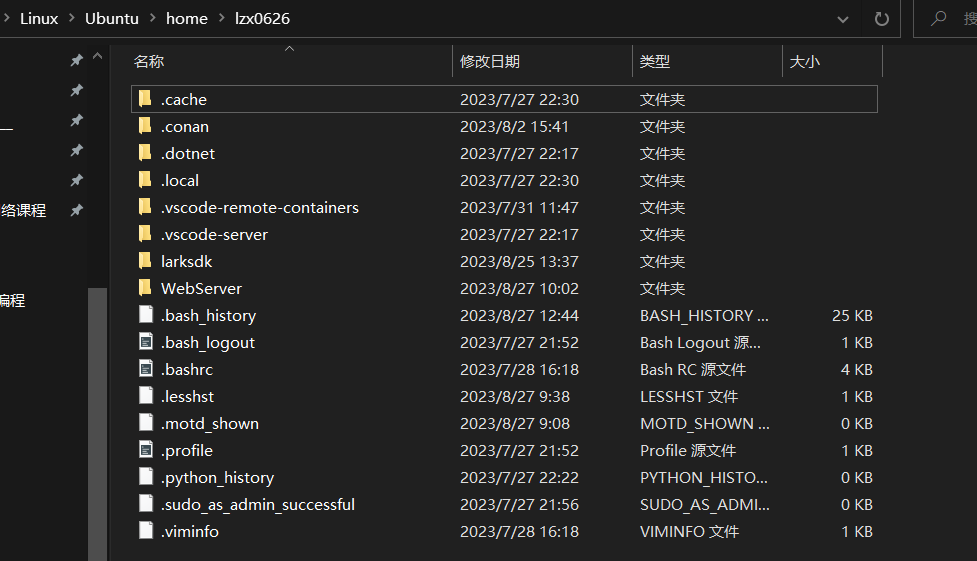 Linux > Ubuntu > home > lzx0626
名称 修改日期 类型 大小
.cache 2023/7/27 22:30 文件夹
.conan 2023/8/2 15:41 文件夹
.dotnet 2023/7/27 22:17 文件夹
.local 2023/7/27 22:30 文件夹
.vscode-remote-containers 2023/7/31 11:47 文件夹
络课程
.vscode-server 2023/7/27 22:17 文件夹
larksdk 2023/8/25 13:37 文件夹
WebServer 2023/8/27 10:02 文件夹
编程
.bash_history 2023/8/27 12:44 BASH_HISTORY ... 25 KB
.bash_logout 2023/7/27 21:52 Bash Logout 源... 1 KB
.bashrc 2023/7/28 16:18 Bash RC 源文件 4 KB
.lesshst 2023/8/27 9:38 LESSHST 文件 1 KB
.motd_shown 2023/8/27 9:08 MOTD_SHOWN ... 0 KB
.profile 2023/7/27 21:52 Profile 源文件 1 KB
.python_history 2023/7/27 22:22 PYTHON_HISTO... 0 KB
.sudo_as_admin_successful 2023/7/27 21:56 SUDO_AS_ADMI... 0 KB
.viminfo 2023/7/28 16:18 VIMINFO 文件 1 KB